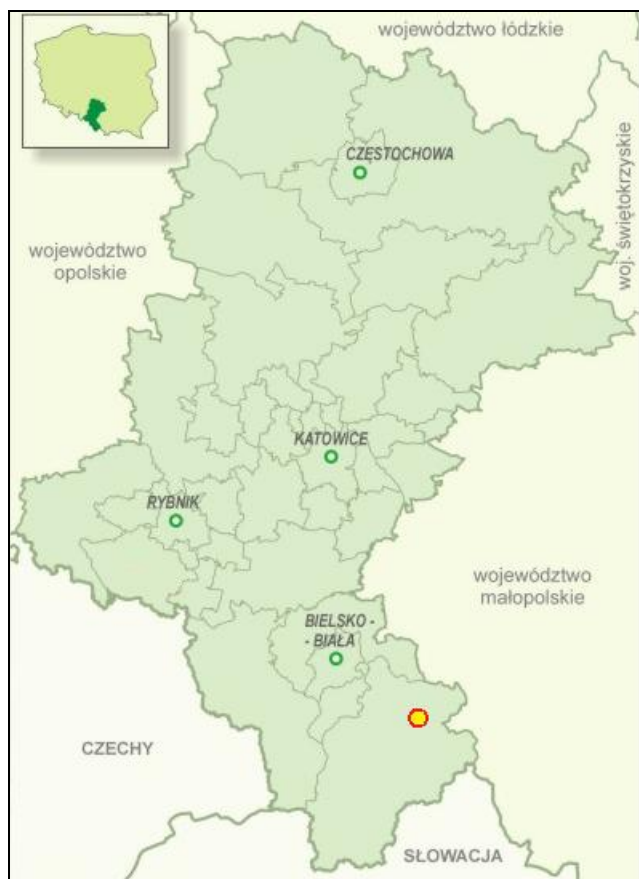 województwo łódzkie
CZĘSTOCHOWA
woj. świętokrzyskie
województwo
opolskie
KATOWICE
RYBNIK
województwo
małopolskie
BIELSKO -
- BIAŁA
CZECHY
SŁOWACJA